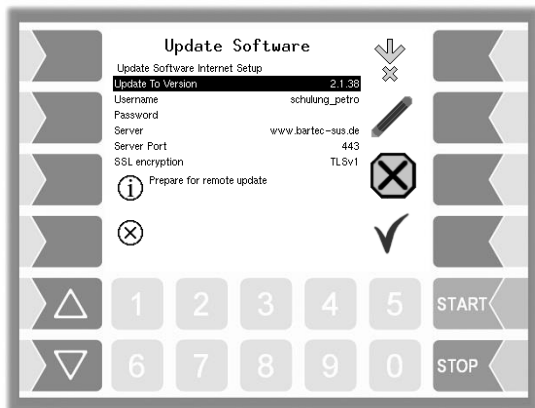 Update Software
Update Software Internet Setup
Update To Version 2.1.38
Username schulung_petro
Password
Server www.bartec-sus.de
Server Port 443
SSL encryption TLSv1
i Prepare for remote update
1 2 3 4 5 START
6 7 8 9 0 STOP